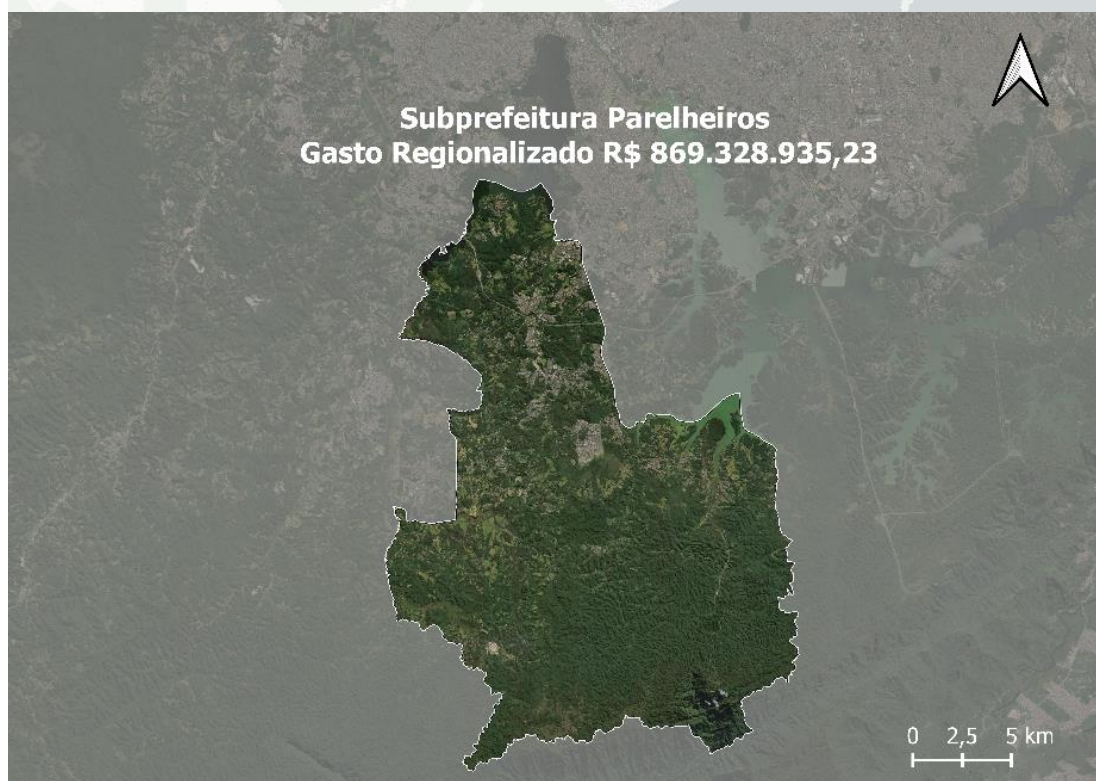 Subprefeitura Parelheiros
Gasto Regionalizado R$ 869.328.935,23
0 2,5 5 km